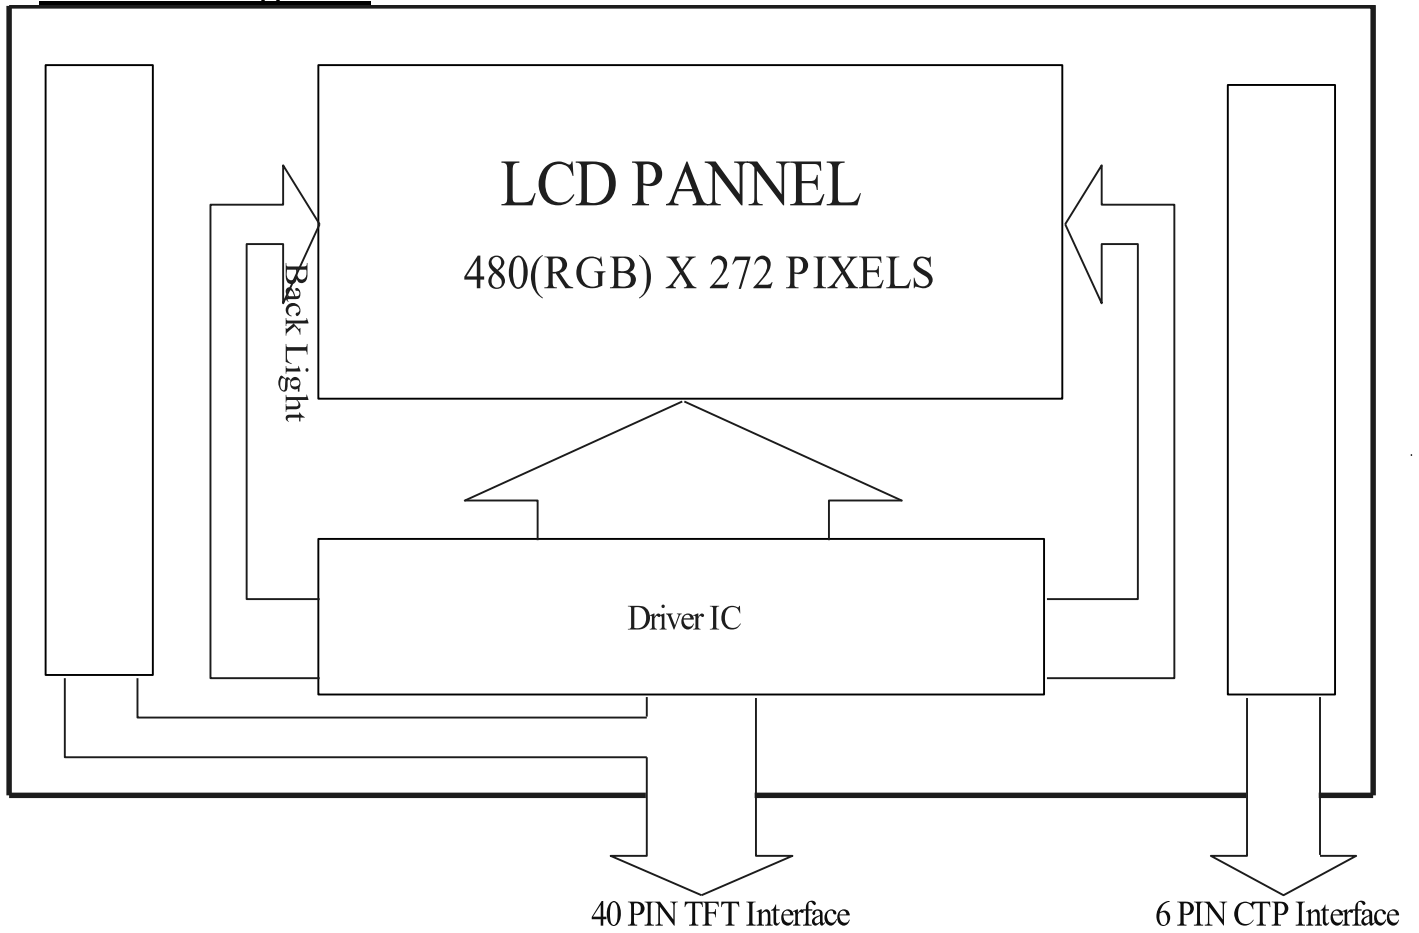 LCD PANNEL
480(RGB) X 272 PIXELS
Back Light
Driver IC
40 PIN TFT Interface
6 PIN CTP Interface